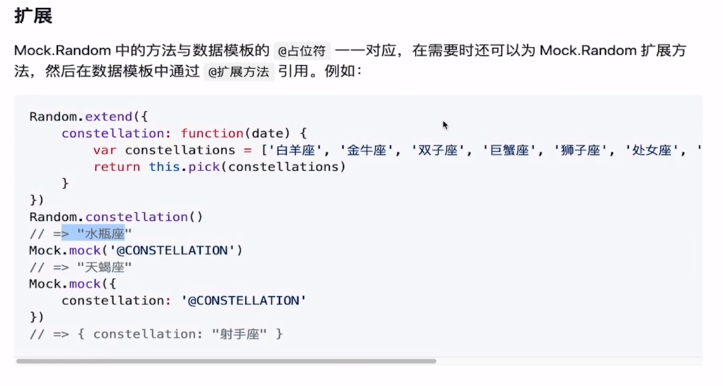 扩展
Mock.Random 中的方法与数据模板的 @占位符 一一对应，在需要时还可以为 Mock.Random 扩展方
法，然后在数据模板中通过 @扩展方法 引用。例如：
Random.extend({
    constellation: function(date) {
        var constellations = ['白羊座', '金牛座', '双子座', '巨蟹座', '狮子座', '处女座', '
        return this.pick(constellations)
    }
})
Random.constellation()
// => "水瓶座"
Mock.mock('@CONSTELLATION')
// => "天蝎座"
Mock.mock({
    constellation: '@CONSTELLATION'
})
// => { constellation: "射手座" }